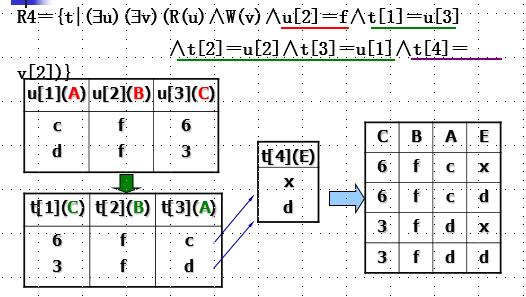 R4={t|(∃u)(∃v)(R(u)∧W(v)∧u[2]=f∧t[1]=u[3]
∧t[2]=u[2]∧t[3]=u[1]∧t[4]=
v[2])}
u[1](A) u[2](B) u[3](C)
c f 6
d f 3
t[1](C) t[2](B) t[3](A)
6 f c
3 f d
t[4](E)
x
d
C B A E
6 f c x
6 f c d
3 f d x
3 f d d